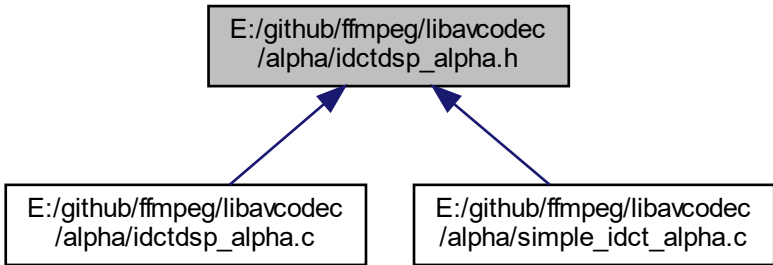 E:/github/ffmpeg/libavcodec
/alpha/idctdsp_alpha.h
E:/github/ffmpeg/libavcodec
/alpha/idctdsp_alpha.c
E:/github/ffmpeg/libavcodec
/alpha/simple_idct_alpha.c